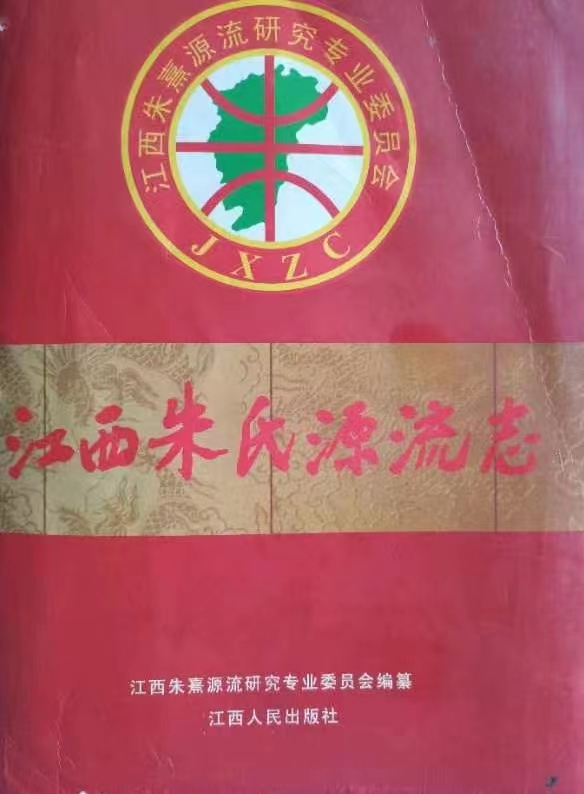 江西朱熹源流研究专业委员会
JXZC
江西朱氏源流志
江西朱熹源流研究专业委员会编纂
江西人民出版社